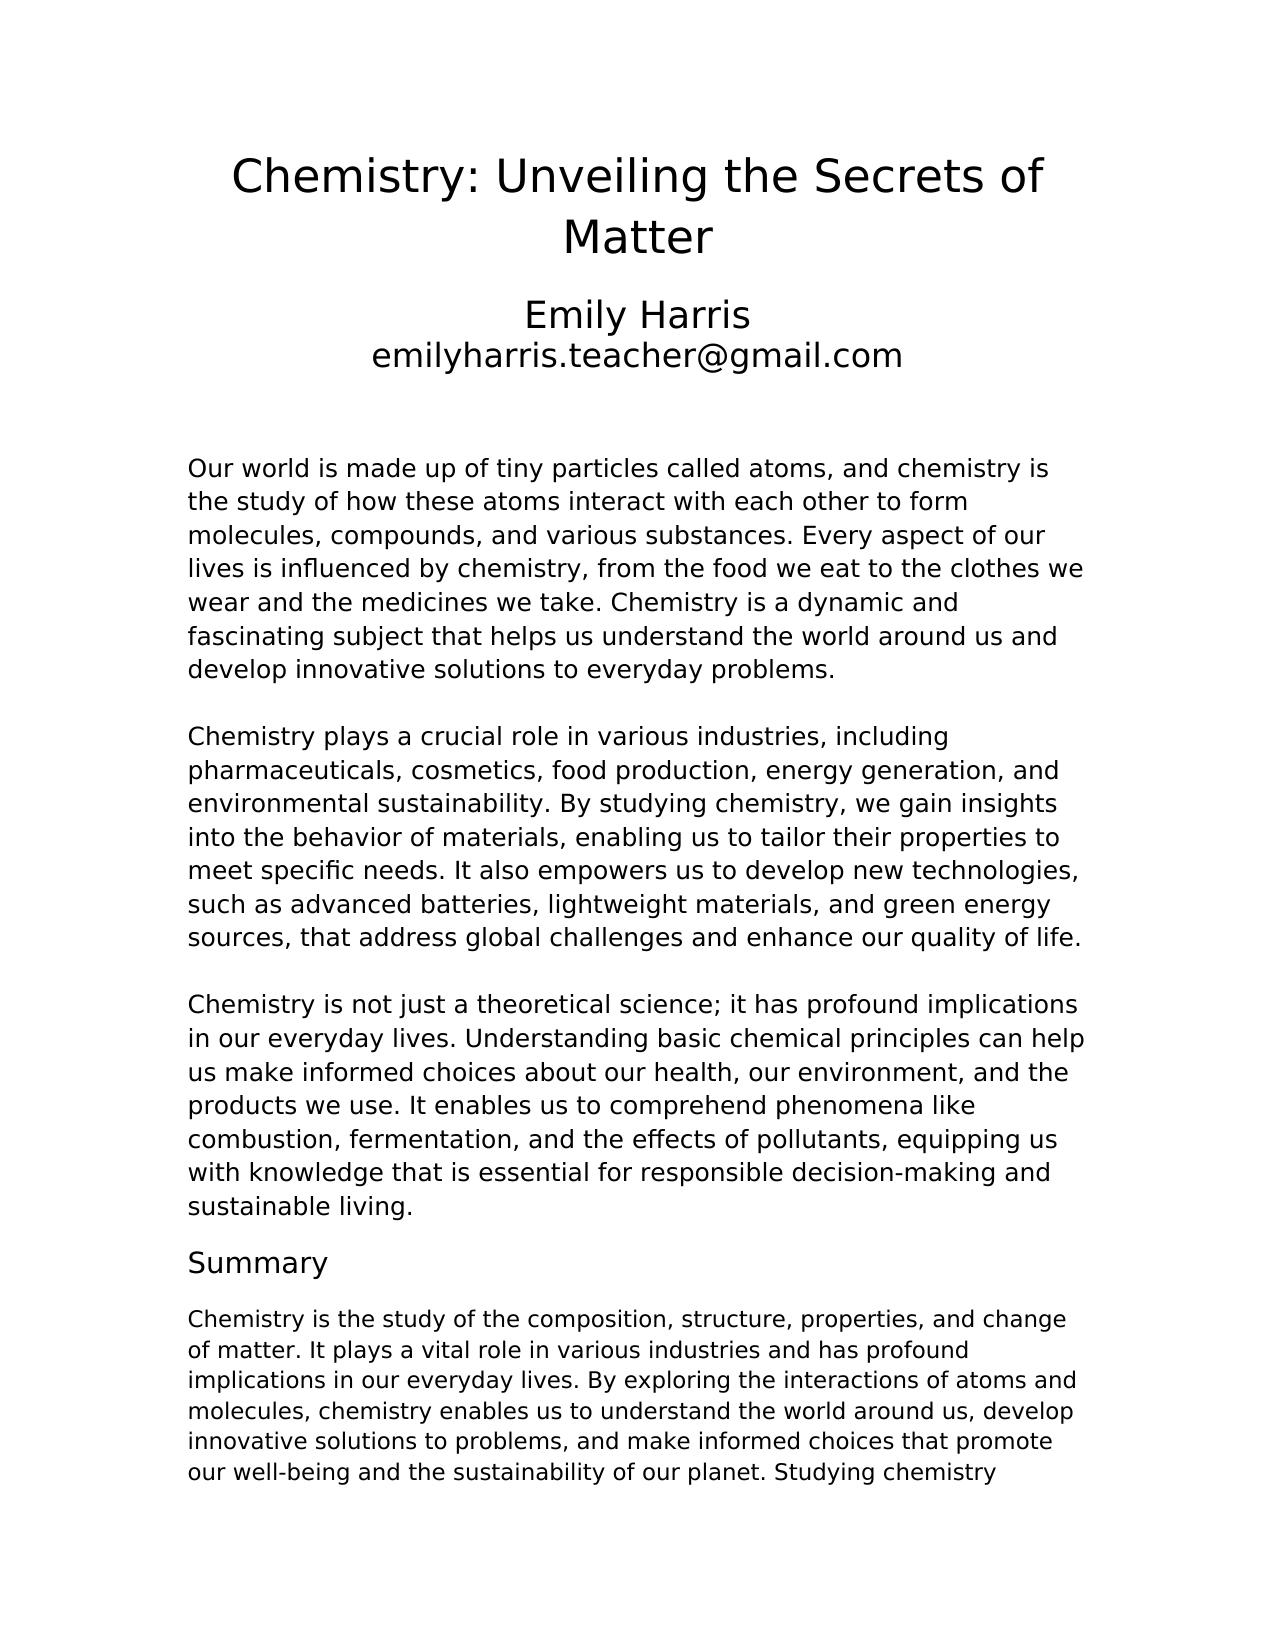 Chemistry: Unveiling the Secrets of
Matter
Emily Harris
emilyharris.teacher@gmail.com
Our world is made up of tiny particles called atoms, and chemistry is
the study of how these atoms interact with each other to form
molecules, compounds, and various substances. Every aspect of our
lives is influenced by chemistry, from the food we eat to the clothes we
wear and the medicines we take. Chemistry is a dynamic and
fascinating subject that helps us understand the world around us and
develop innovative solutions to everyday problems.
Chemistry plays a crucial role in various industries, including
pharmaceuticals, cosmetics, food production, energy generation, and
environmental sustainability. By studying chemistry, we gain insights
into the behavior of materials, enabling us to tailor their properties to
meet specific needs. It also empowers us to develop new technologies,
such as advanced batteries, lightweight materials, and green energy
sources, that address global challenges and enhance our quality of life.
Chemistry is not just a theoretical science; it has profound implications
in our everyday lives. Understanding basic chemical principles can help
us make informed choices about our health, our environment, and the
products we use. It enables us to comprehend phenomena like
combustion, fermentation, and the effects of pollutants, equipping us
with knowledge that is essential for responsible decision-making and
sustainable living.
Summary
Chemistry is the study of the composition, structure, properties, and change
of matter. It plays a vital role in various industries and has profound
implications in our everyday lives. By exploring the interactions of atoms and
molecules, chemistry enables us to understand the world around us, develop
innovative solutions to problems, and make informed choices that promote
our well-being and the sustainability of our planet. Studying chemistry